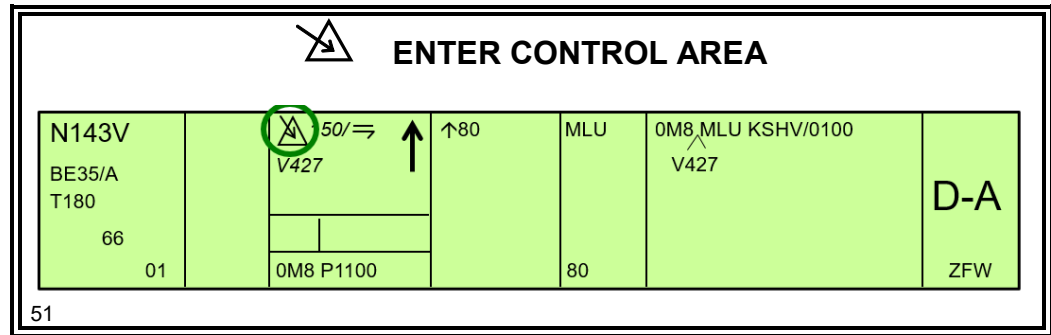 ENTER CONTROL AREA
N143V
BE35/A
T180
66
01
150/⇌
V427
0M8 P1100
↑80
MLU
80
0M8 MLU KSHV/0100
V427
D-A
ZFW
51